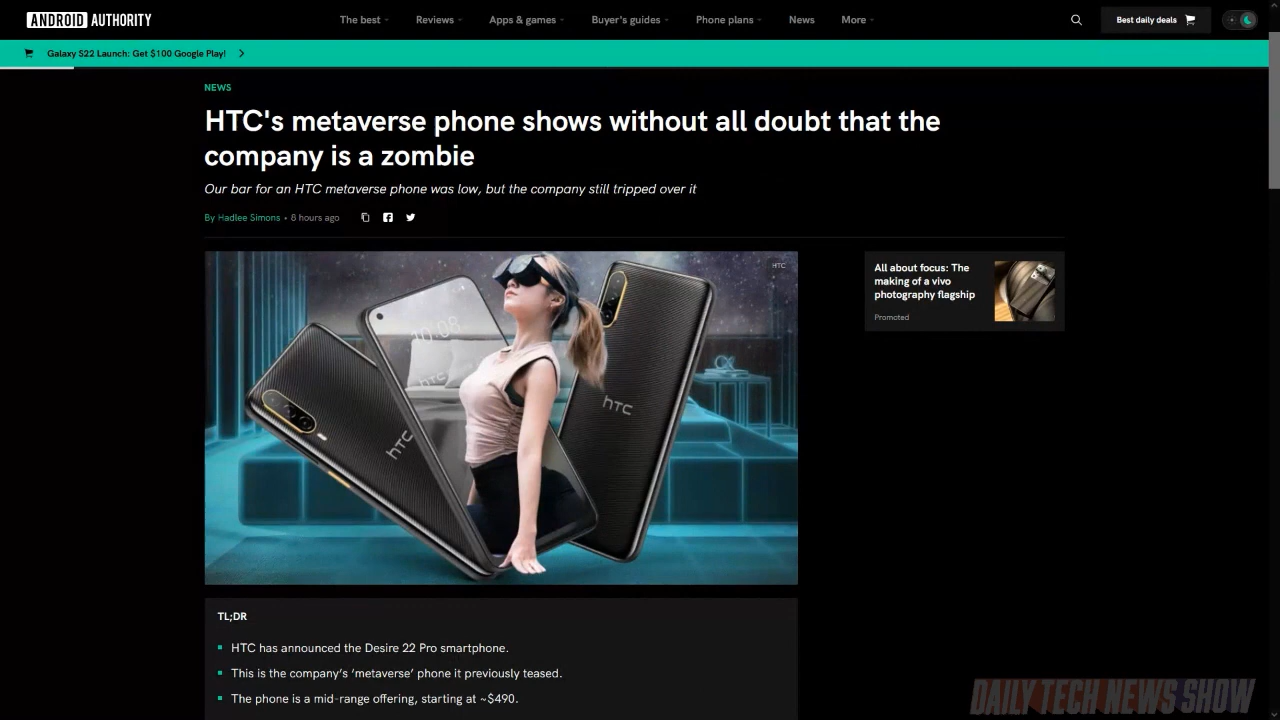 ANDROID AUTHORITY
The best
Reviews
Apps & games
Buyer's guides
Phone plans
News
More
Best daily deals
Galaxy S22 Launch: Get $100 Google Play!
NEWS
HTC's metaverse phone shows without all doubt that the
company is a zombie
Our bar for an HTC metaverse phone was low, but the company still tripped over it
By Hadlee Simons • 8 hours ago
HTC
10:08
hTC
hTC
hTC
All about focus: The
making of a vivo
photography flagship
Promoted
TL;DR
HTC has announced the Desire 22 Pro smartphone.
This is the company's ‘metaverse’ phone it previously teased.
The phone is a mid-range offering, starting at ~$490.
DAILY TECH NEWS SHOW